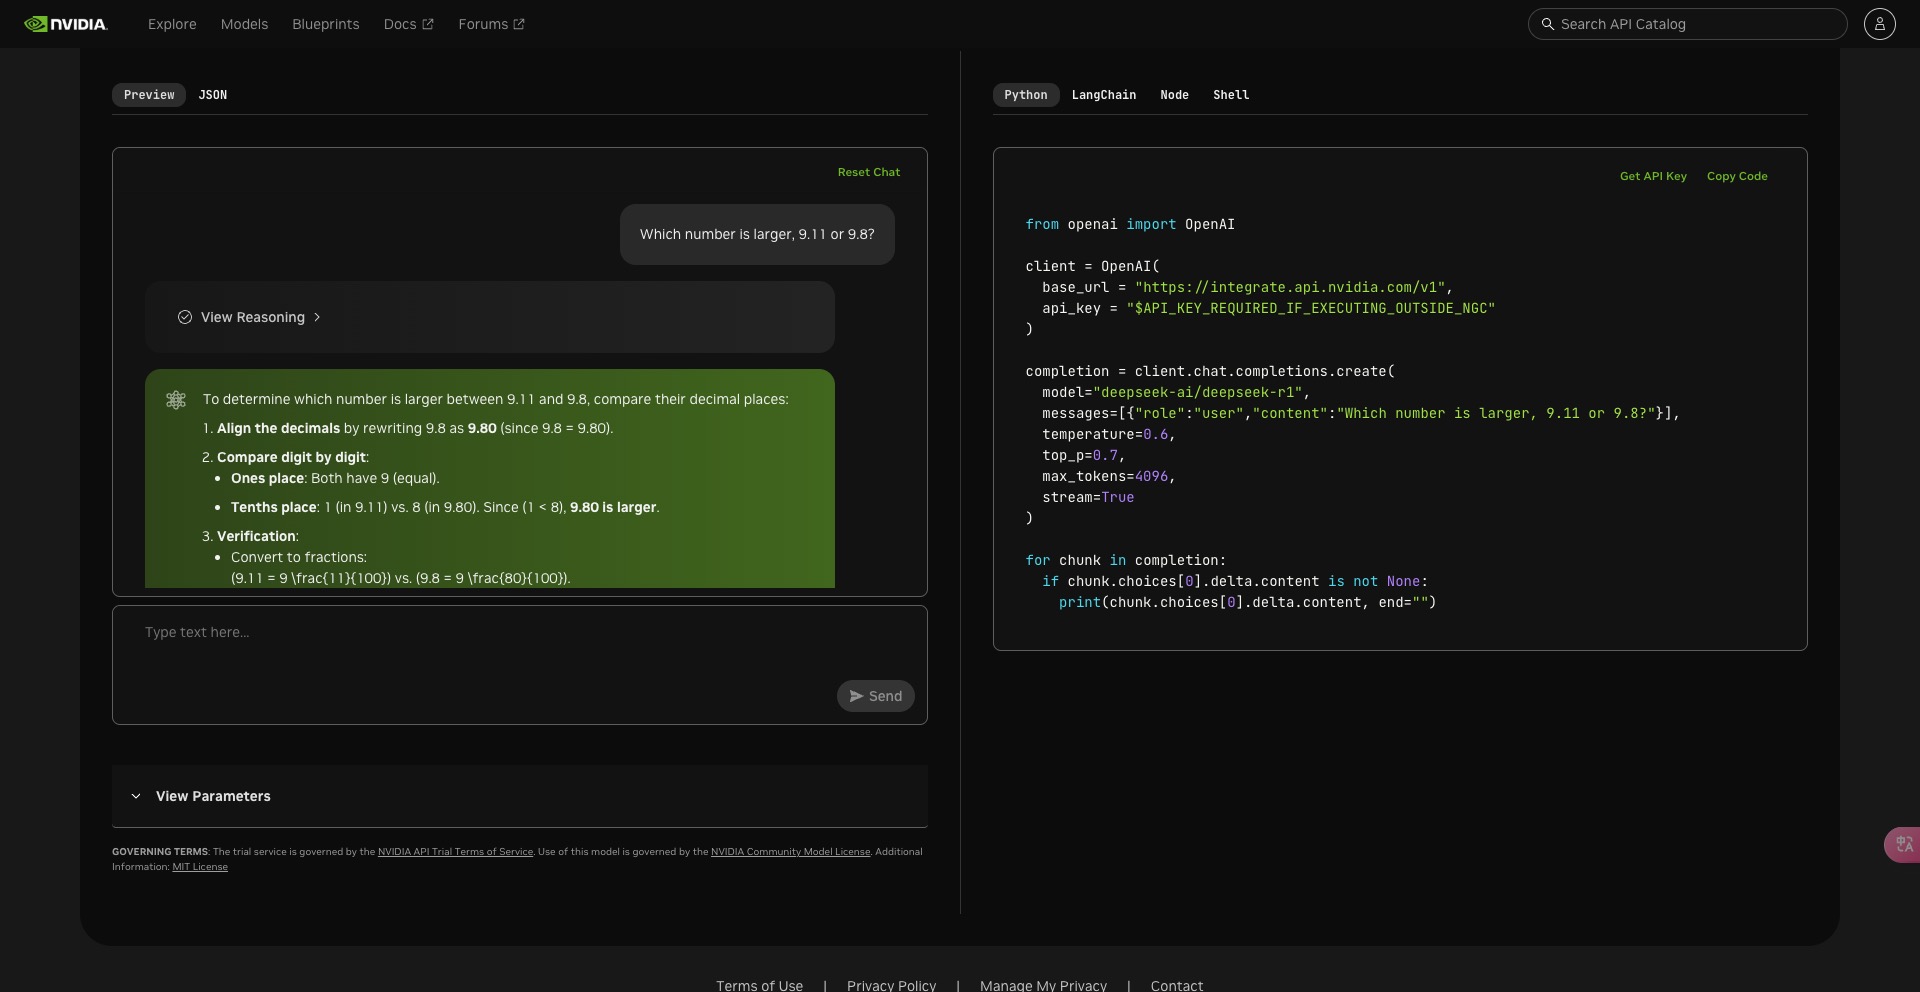 NVIDIA
Explore Models Blueprints Docs Forums
Search API Catalog
Preview JSON
Reset Chat
Which number is larger, 9.11 or 9.8?
View Reasoning
To determine which number is larger between 9.11 and 9.8, compare their decimal places:
1. Align the decimals by rewriting 9.8 as 9.80 (since 9.8 = 9.80).
2. Compare digit by digit:
• Ones place: Both have 9 (equal).
• Tenths place: 1 (in 9.11) vs. 8 (in 9.80). Since (1 < 8), 9.80 is larger.
3. Verification:
• Convert to fractions:
(9.11 = 9 \frac{11}{100}) vs. (9.8 = 9 \frac{80}{100}).
Type text here...
Send
View Parameters
GOVERNING TERMS: The trial service is governed by the NVIDIA API Trial Terms of Service. Use of this model is governed by the NVIDIA Community Model License. Additional
Information: MIT License
Python LangChain Node Shell
Get API Key Copy Code
from openai import OpenAI
client = OpenAI(
base_url = "https://integrate.api.nvidia.com/v1",
api_key = "$API_KEY_REQUIRED_IF_EXECUTING_OUTSIDE_NGC"
)
completion = client.chat.completions.create(
model="deepseek-ai/deepseek-r1",
messages=[{"role":"user","content":"Which number is larger, 9.11 or 9.8?"}],
temperature=0.6,
top_p=0.7,
max_tokens=4096,
stream=True
)
for chunk in completion:
if chunk.choices[0].delta.content is not None:
print(chunk.choices[0].delta.content, end="")
中A
Terms of Use | Privacy Policy | Manage My Privacy | Contact